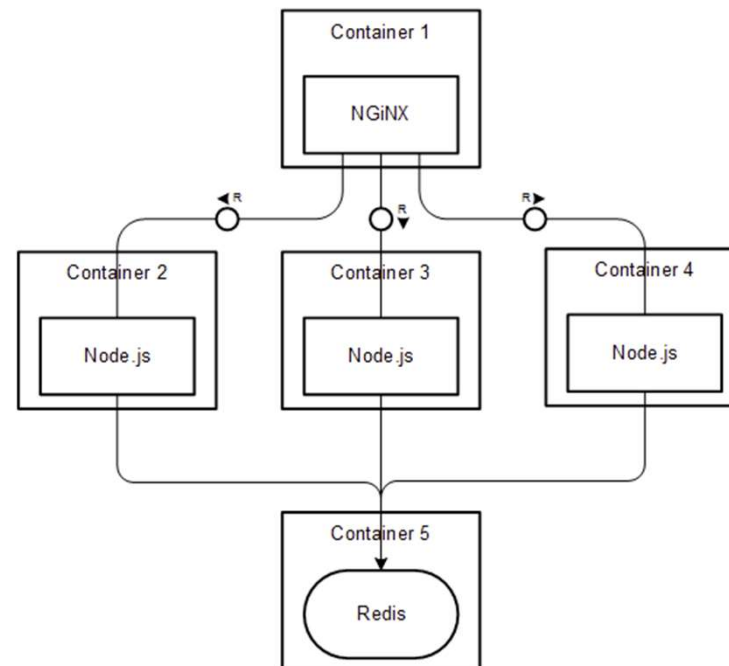 Container 1
NGiNX
R
R
R
Container 2
Container 3
Container 4
Node.js
Node.js
Node.js
Container 5
Redis